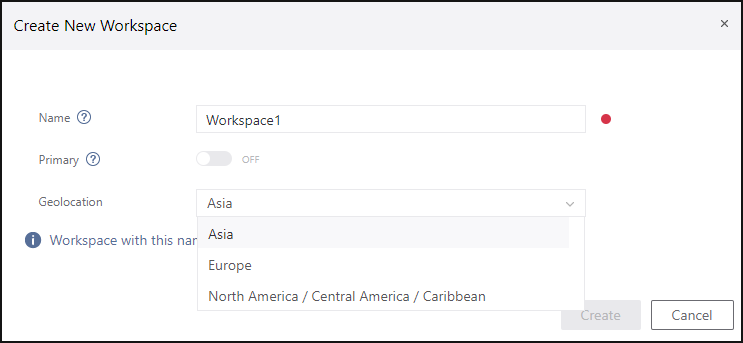 Create New Workspace ×
Name ? Workspace1
Primary ? OFF
Geolocation Asia
Asia
i Workspace with this
Europe
North America / Central America / Caribbean
Create Cancel